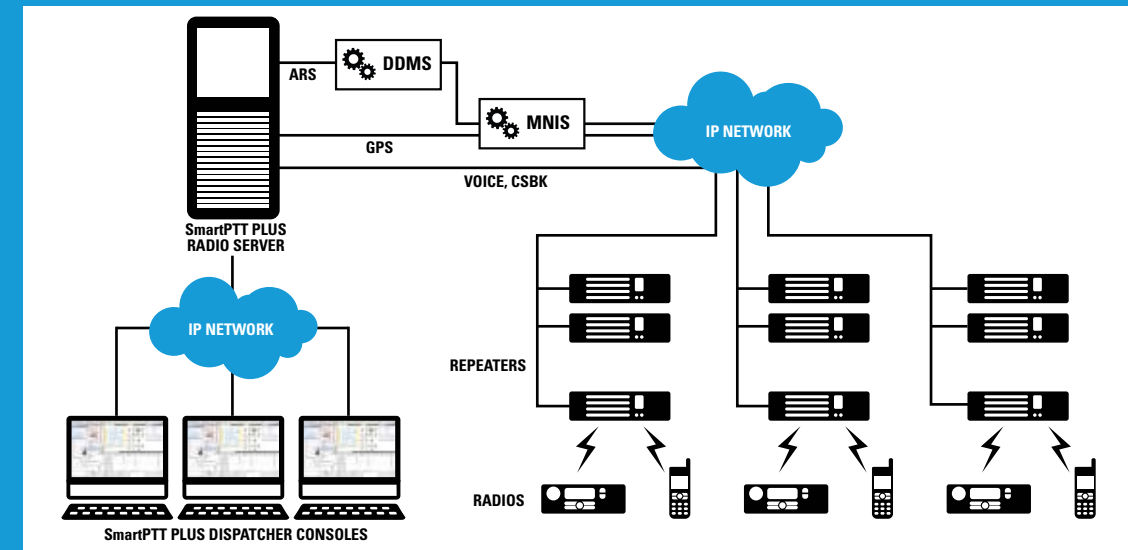 ARS
DDMS
MNIS
IP NETWORK
GPS
VOICE, CSBK
SmartPTT PLUS
RADIO SERVER
IP NETWORK
REPEATERS
RADIOS
SmartPTT PLUS DISPATCHER CONSOLES